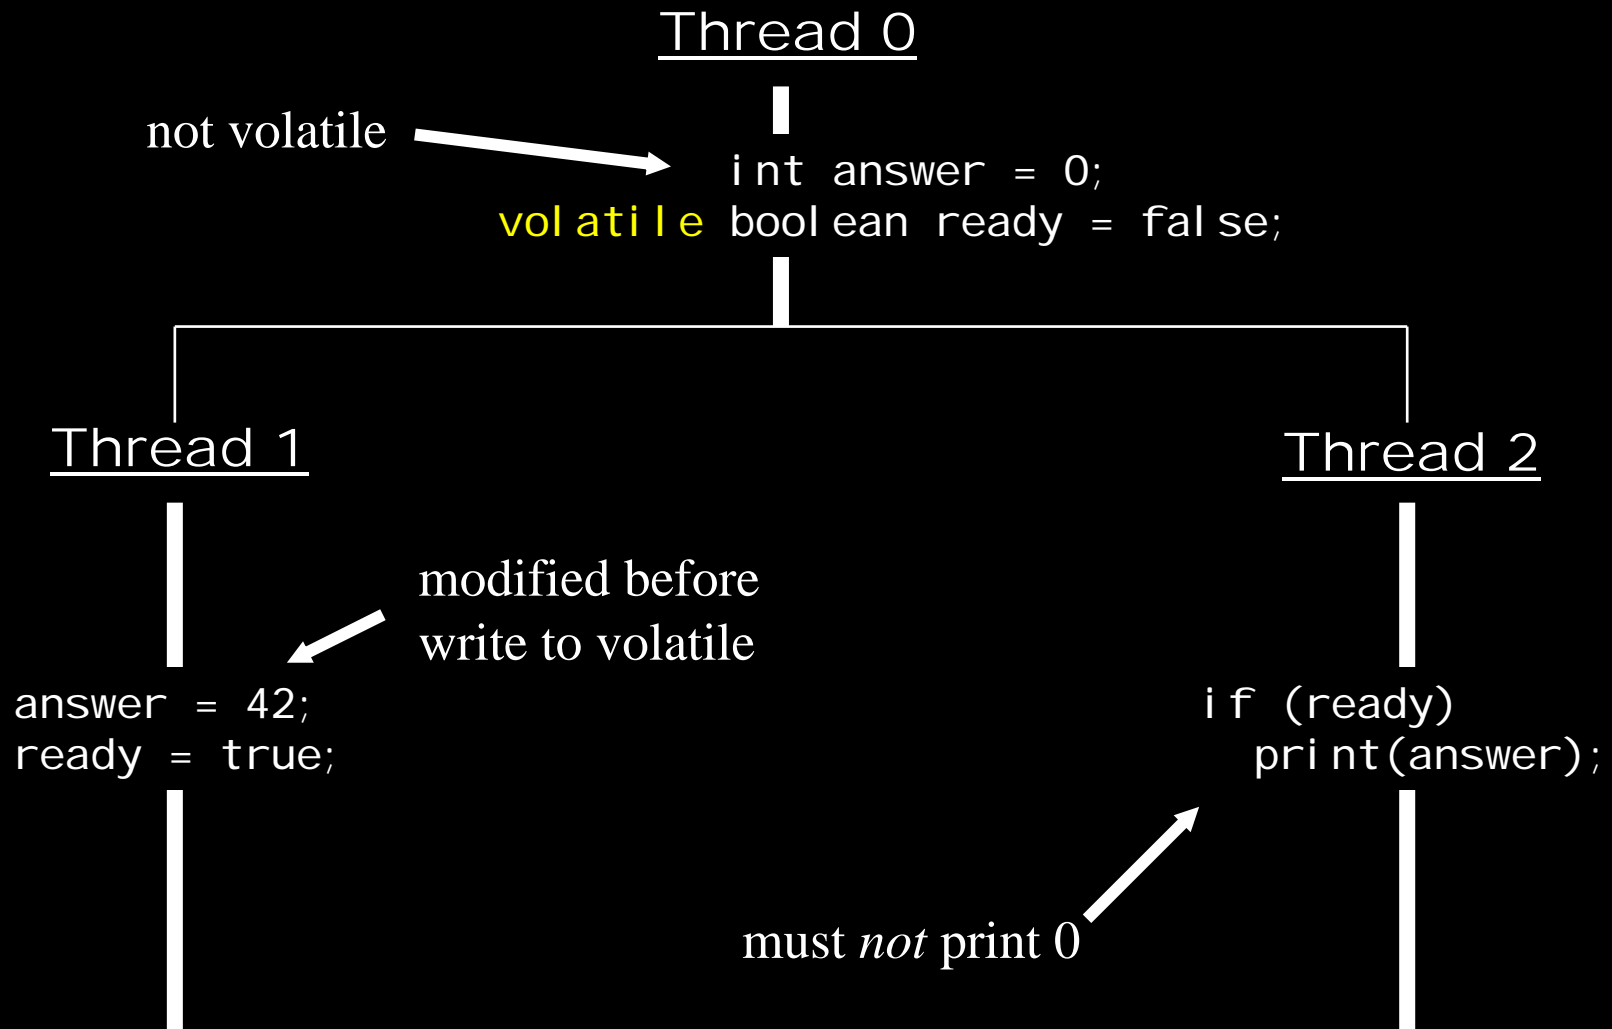 Thread 0
not volatile
int answer = 0;
volatile boolean ready = false;
Thread 1
Thread 2
modified before
write to volatile
answer = 42;
ready = true;
if (ready)
print(answer);
must not print 0